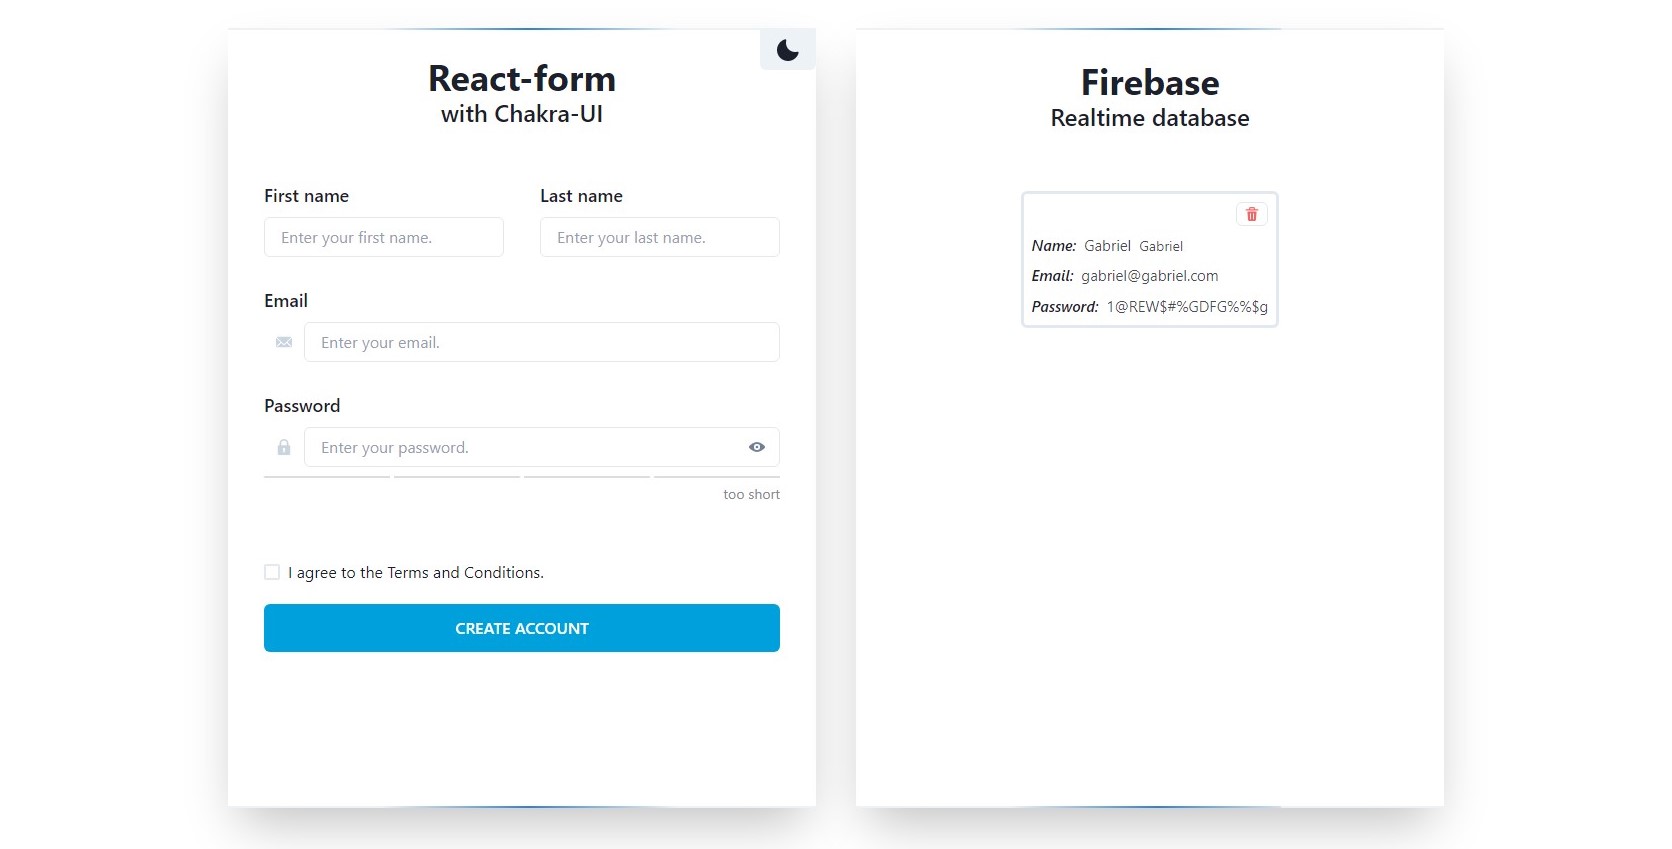 React-form
with Chakra-UI
First name
Last name
Enter your first name.
Enter your last name.
Email
Enter your email.
Password
Enter your password.
too short
I agree to the Terms and Conditions.
CREATE ACCOUNT
Firebase
Realtime database
Name: Gabriel Gabriel
Email: gabriel@gabriel.com
Password: 1@REW$#%GDFG%%$g